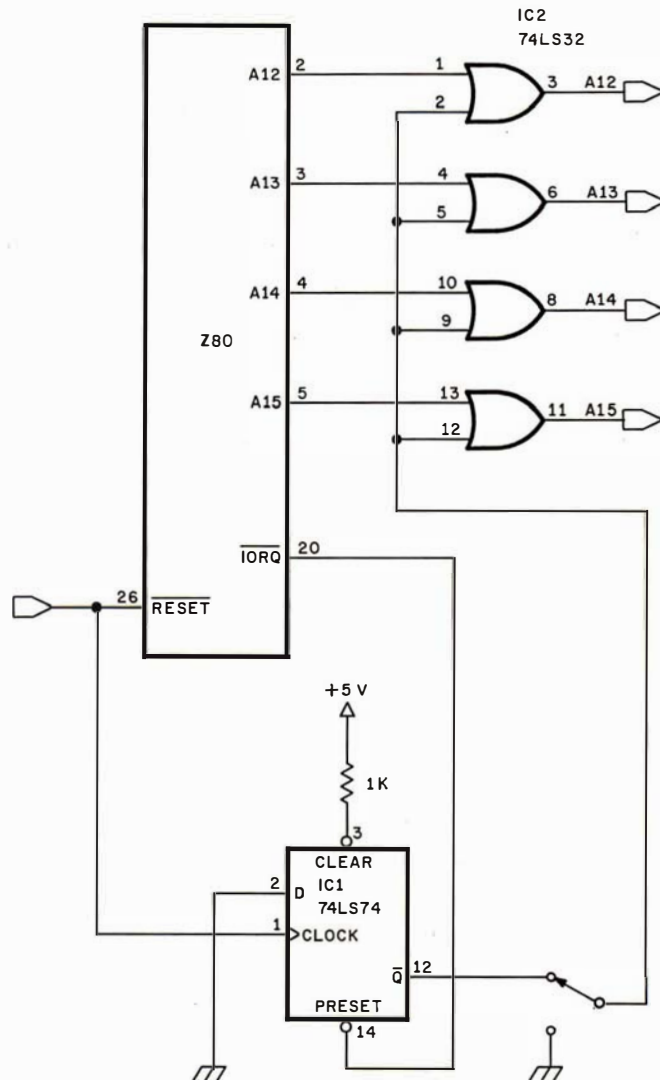 IC2
74LS32
A12 2 1 3 A12
2
A13 3 4 6 A13
5
A14 4 10 8 A14
9
Z80
A15 5 13 11 A15
12
IORQ 20
26 RESET
+5 V
1K
3
CLEAR
2 D IC1
74LS74
1 CLOCK
Q 12
PRESET
14